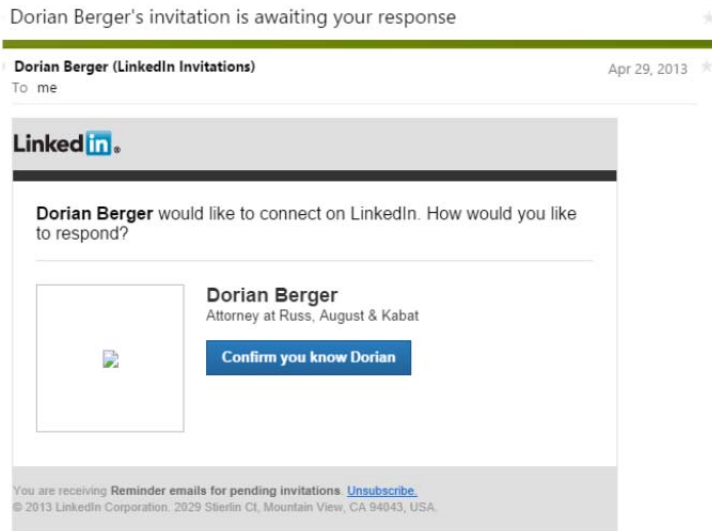 Dorian Berger's invitation is awaiting your response
Dorian Berger (LinkedIn Invitations)
Apr 29, 2013
To me
Linked in ®
Dorian Berger would like to connect on LinkedIn. How would you like
to respond?
Dorian Berger
Attorney at Russ, August & Kabat
Confirm you know Dorian
You are receiving Reminder emails for pending invitations. Unsubscribe.
© 2013 LinkedIn Corporation. 2029 Stierlin Ct, Mountain View, CA 94043, USA.